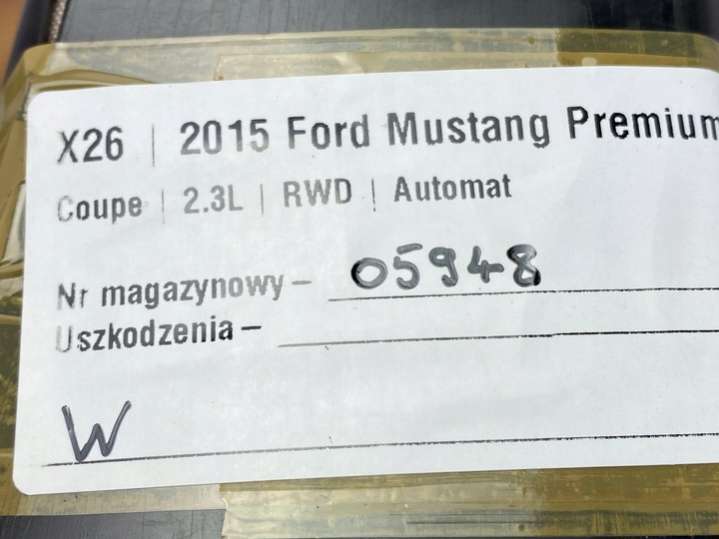 X26 | 2015 Ford Mustang Premium
Coupe | 2.3L | RWD | Automat
Nr magazynowy – 05948
Uszkodzenia –
W